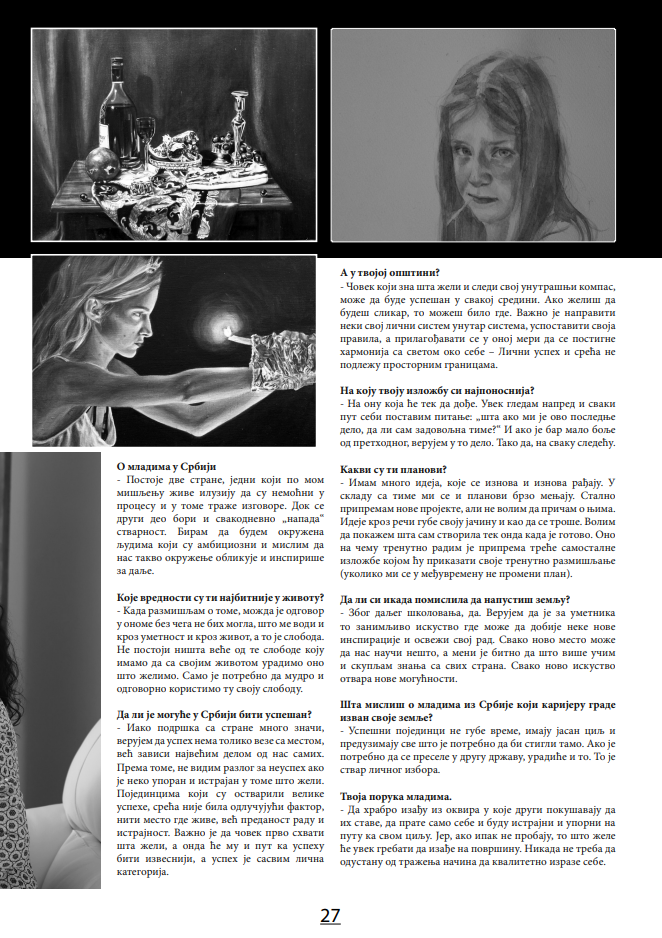 О младима у Србији
- Постоје две стране, једни који по мом
мишљењу живе илузију да су немоћни у
процесу и у томе траже изговоре. Док се
други део бори и свакодневно „напада“
стварност. Бирам да будем окружена
људима који су амбициозни и мислим да
нас такво окружење обликује и инспирише
за даље.
Које вредности су ти најбитније у животу?
- Када размишљам о томе, можда је одговор
у ономе без чега не бих могла, што ме води и
кроз уметност и кроз живот, а то је слобода.
Не постоји ништа веће од те слободе коју
имамо да са својим животом урадимо оно
што желимо. Само је потребно да мудро и
одговорно користимо ту своју слободу.
Да ли је могуће у Србији бити успешан?
- Иако подршка са стране много значи,
верујем да успех нема толико везе са местом,
већ зависи највећим делом од нас самих.
Према томе, не видим разлог за неуспех ако
је неко упоран и истрајан у томе што жели.
Појединцима који су остварили велике
успехе, срећа није била одлучујући фактор,
нити место где живе, већ преданост раду и
истрајност. Важно је да човек прво схвати
шта жели, а онда ће му и пут ка успеху
бити извеснији, а успех је сасвим лична
категорија.
А у твојој општини?
- Човек који зна шта жели и следи свој унутрашњи компас,
може да буде успешан у свакој средини. Ако желиш да
будеш сликар, то можеш било где. Важно је направити
неки свој лични систем унутар система, успоставити своја
правила, а прилагођавати се у оној мери да се постигне
хармонија са светом око себе – Лични успех и срећа не
подлежу просторним границама.
На коју твоју изложбу си најпоноснија?
- На ону која ће тек да дође. Увек гледам напред и сваки
пут себи поставим питање: „шта ако ми је ово последње
дело, да ли сам задовољна тиме?“ И ако је бар мало боље
од претходног, верујем у то дело. Тако да, на сваку следећу.
Какви су ти планови?
- Имам много идеја, које се изнова и изнова рађају. У
складу са тиме ми се и планови брзо мењају. Стално
припремам нове пројекте, али не волим да причам о њима.
Идеје кроз речи губе своју јачину и као да се троше. Волим
да покажем шта сам створила тек онда када је готово. Оно
на чему тренутно радим је припрема треће самосталне
изложбе којом ћу приказати своје тренутно размишљање
(уколико ми се у међувремену не промени план).
Да ли си икада помислила да напустиш земљу?
- Због даљег школовања, да. Верујем да је за уметника
то занимљиво искуство где може да добије неке нове
инспирације и освежи свој рад. Свако ново место може
да нас научи нешто, а мени је битно да што више учим
и скупљам знања са свих страна. Свако ново искуство
отвара нове могућности.
Шта мислиш о младима из Србије који каријеру граде
изван своје земље?
- Успешни појединци не губе време, имају јасан циљ и
предузимају све што је потребно да би стигли тамо. Ако је
потребно да се преселе у другу државу, урадиће и то. То је
ствар личног избора.
Твоја порука младима.
- Да храбро изађу из оквира у које други покушавају да
их ставе, да прате само себе и буду истрајни и упорни на
путу ка свом циљу. Јер, ако ипак не пробају, то што желе
ће увек гребати да изађе на површину. Никада не треба да
одустану од тражења начина да квалитетно изразе себе.
27